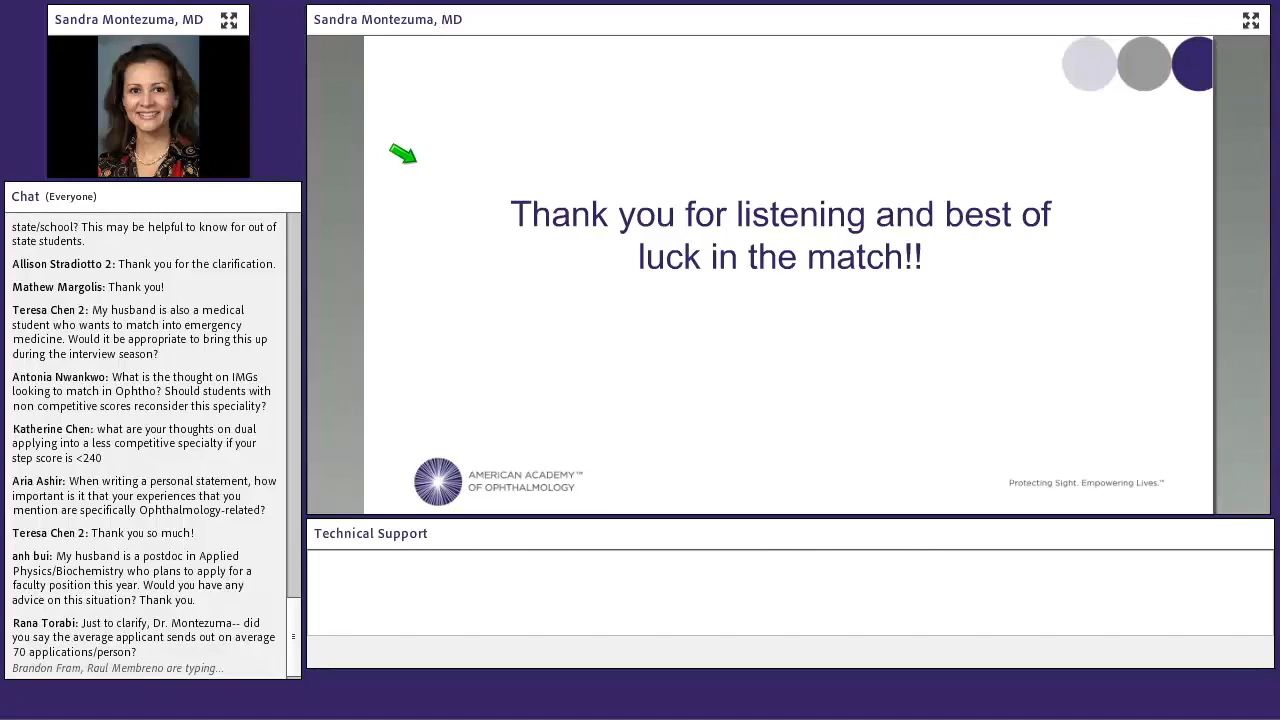 Sandra Montezuma, MD
Sandra Montezuma, MD
Chat (Everyone)
state/school? This may be helpful to know for out of
state students.
Allison Stradiotto 2: Thank you for the clarification.
Mathew Margolis: Thank you!
Teresa Chen 2: My husband is also a medical
student who wants to match into emergency
medicine. Would it be appropriate to bring this up
during the interview season?
Antonia Nwankwo: What is the thought on IMGs
looking to match in Ophtho? Should students with
non competitive scores reconsider this speciality?
Katherine Chen: what are your thoughts on dual
applying into a less competitive specialty if your
step score is <240
Aria Ashir: When writing a personal statement, how
important is it that your experiences that you
mention are specifically Ophthalmology-related?
Teresa Chen 2: Thank you so much!
anh bui: My husband is a postdoc in Applied
Physics/Biochemistry who plans to apply for a
faculty position this year. Would you have any
advice on this situation? Thank you.
Rana Torabi: Just to clarify, Dr. Montezuma-- did
you say the average applicant sends out on average
70 applications/person?
Brandon Fram, Raul Membreno are typing...
Thank you for listening and best of
luck in the match!!
AMERICAN ACADEMY™
OF OPHTHALMOLOGY
Protecting Sight. Empowering Lives.™
Technical Support